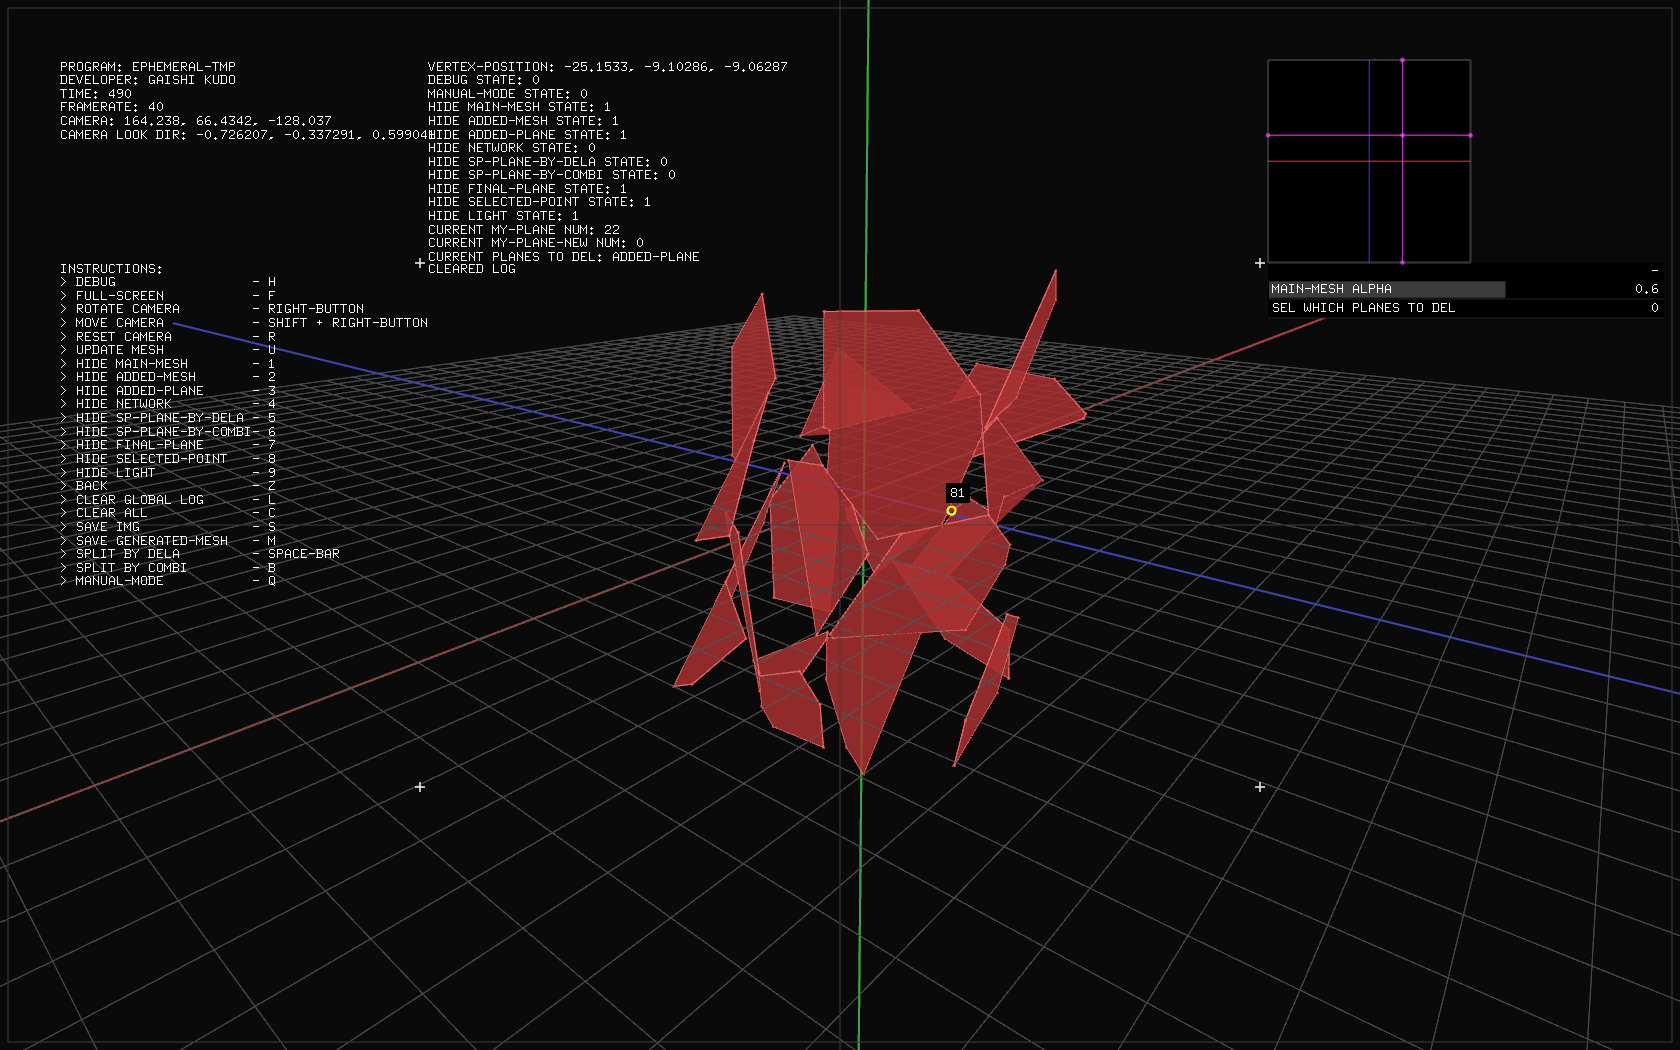 PROGRAM: EPHEMERAL-TMP
DEVELOPER: GAISHI KUDO
TIME: 490
FRAMERATE: 40
CAMERA: 164.238, 66.4342, -128.037
CAMERA LOOK DIR: -0.726207, -0.337291, 0.599041
VERTEX-POSITION: -25.1533, -9.10286, -9.06287
DEBUG STATE: 0
MANUAL-MODE STATE: 0
HIDE MAIN-MESH STATE: 1
HIDE ADDED-MESH STATE: 1
HIDE ADDED-PLANE STATE: 1
HIDE NETWORK STATE: 0
HIDE SP-PLANE-BY-DELA STATE: 0
HIDE SP-PLANE-BY-COMBI STATE: 0
HIDE FINAL-PLANE STATE: 1
HIDE SELECTED-POINT STATE: 1
HIDE LIGHT STATE: 1
CURRENT MY-PLANE NUM: 22
CURRENT MY-PLANE-NEW NUM: 0
CURRENT PLANES TO DEL: ADDED-PLANE
CLEARED LOG
INSTRUCTIONS:
> DEBUG - H
> FULL-SCREEN - F
> ROTATE CAMERA - RIGHT-BUTTON
> MOVE CAMERA - SHIFT + RIGHT-BUTTON
> RESET CAMERA - R
> UPDATE MESH - U
> HIDE MAIN-MESH - 1
> HIDE ADDED-MESH - 2
> HIDE ADDED-PLANE - 3
> HIDE NETWORK - 4
> HIDE SP-PLANE-BY-DELA - 5
> HIDE SP-PLANE-BY-COMBI - 6
> HIDE FINAL-PLANE - 7
> HIDE SELECTED-POINT - 8
> HIDE LIGHT - 9
> BACK - Z
> CLEAR GLOBAL LOG - L
> CLEAR ALL - C
> SAVE IMG - S
> SAVE GENERATED-MESH - M
> SPLIT BY DELA - SPACE-BAR
> SPLIT BY COMBI - B
> MANUAL-MODE - Q
-
MAIN-MESH ALPHA 0.6
SEL WHICH PLANES TO DEL 0
81